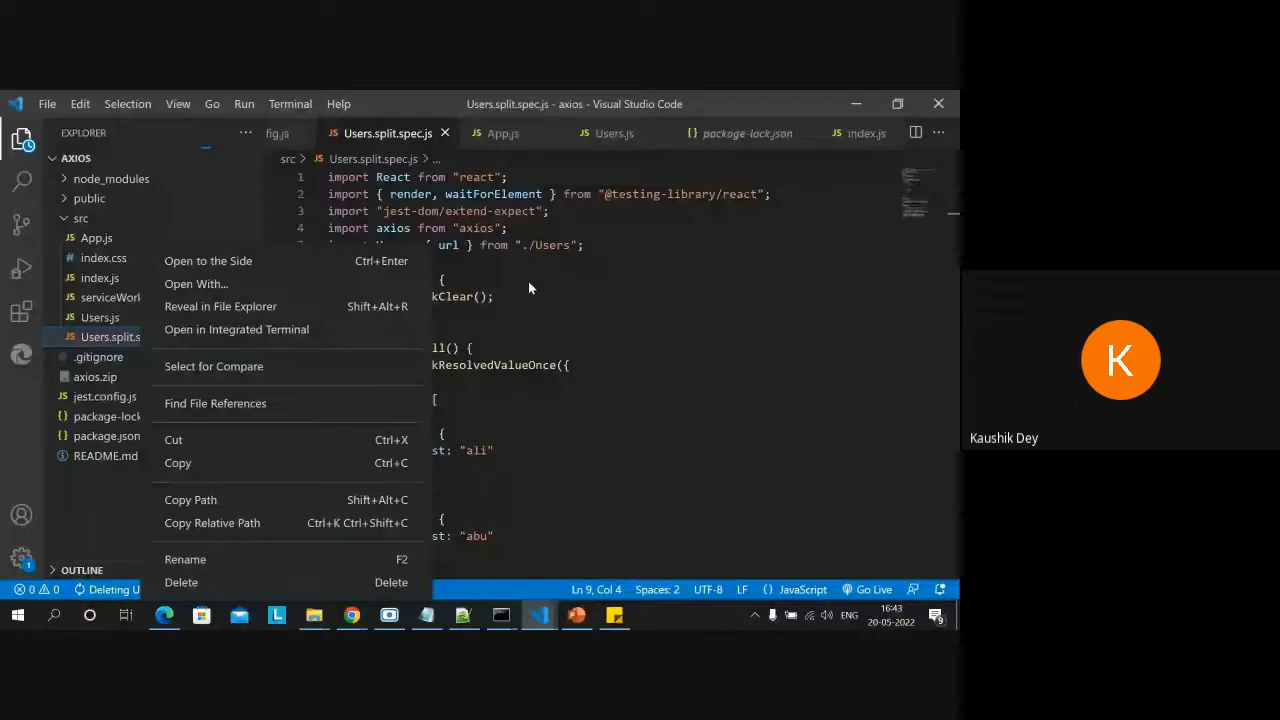 File Edit Selection View Go Run Terminal Help
Users.split.spec.js - axios - Visual Studio Code
EXPLORER
fig.js
Users.split.spec.js
App.js
Users.js
package-lock.json
index.js
AXIOS
node_modules
public
src
App.js
index.css
index.js
serviceWor
Users.js
Users.split.s
.gitignore
axios.zip
jest.config.js
package-lock
package.json
README.md
OUTLINE
src > Users.split.spec.js > ...
1 import React from "react";
2 import { render, waitForElement } from "@testing-library/react";
3 import "jest-dom/extend-expect";
4 import axios from "axios";
{ url } from "./Users";
{
kClear();
ll() {
kResolvedValueOnce({
[
{
st: "ali"
{
st: "abu"
Open to the Side Ctrl+Enter
Open With...
Reveal in File Explorer Shift+Alt+R
Open in Integrated Terminal
Select for Compare
Find File References
Cut Ctrl+X
Copy Ctrl+C
Copy Path Shift+Alt+C
Copy Relative Path Ctrl+K Ctrl+Shift+C
Rename F2
Delete Delete
0 0 Deleting U
Ln 9, Col 4 Spaces: 2 UTF-8 LF {} JavaScript Go Live
ENG
16:43
20-05-2022
9
K
Kaushik Dey